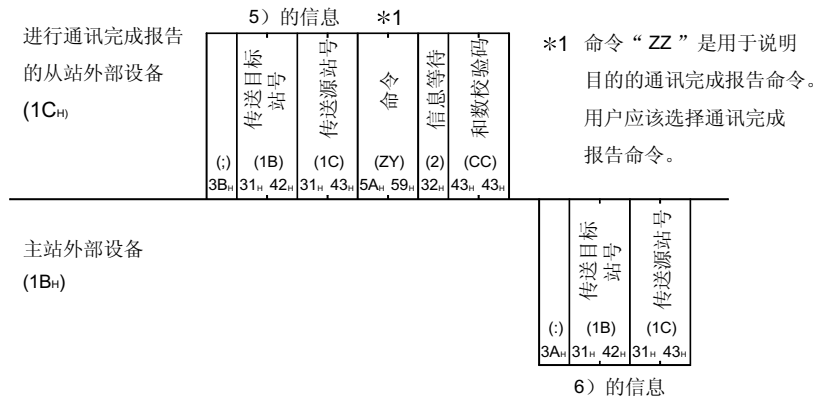 5）的信息 *1
进行通讯完成报告
的从站外部设备
(1CH)
传送目标
站号
传送源站号
命令
信息等待
和数校验码
(;) (1B) (1C) (ZY) (2) (CC)
3BH 31H 42H 31H 43H 5AH 59H 32H 43H 43H
*1 命令“ ZZ ”是用于说明
目的的通讯完成报告命令。
用户应该选择通讯完成
报告命令。
主站外部设备
(1BH)
传送目标
站号
传送源站号
(:) (1B) (1C)
3AH 31H 42H 31H 43H
6）的信息